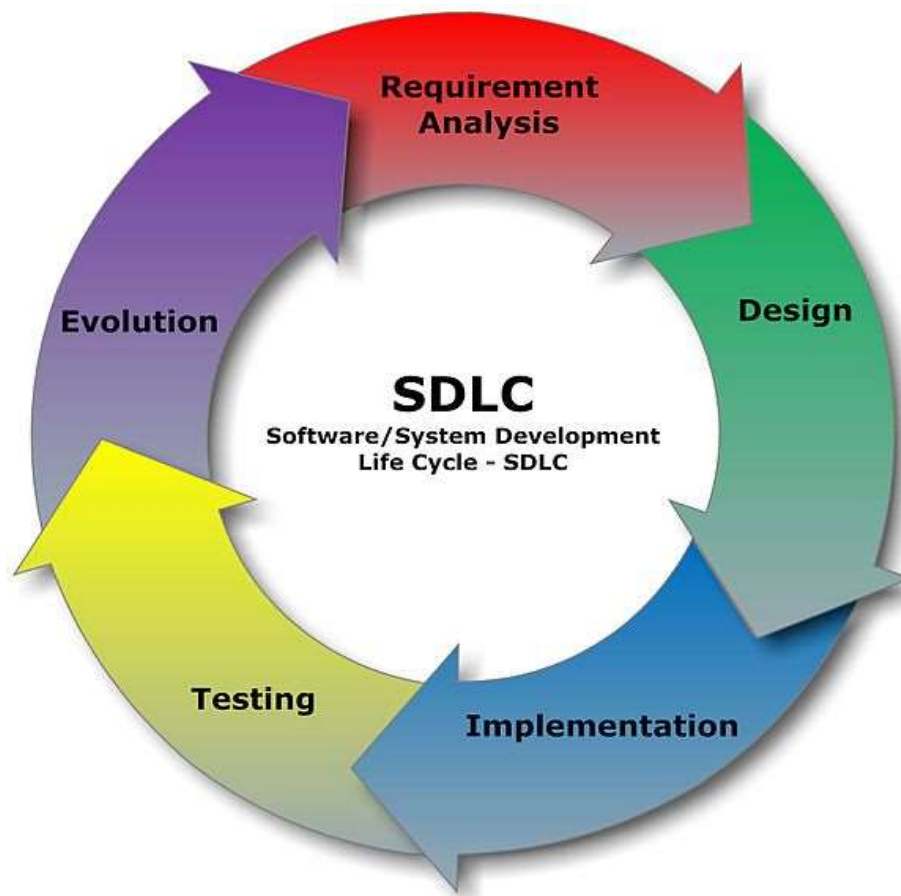 Requirement
Analysis
Design
Implementation
Testing
Evolution
SDLC
Software/System Development
Life Cycle - SDLC